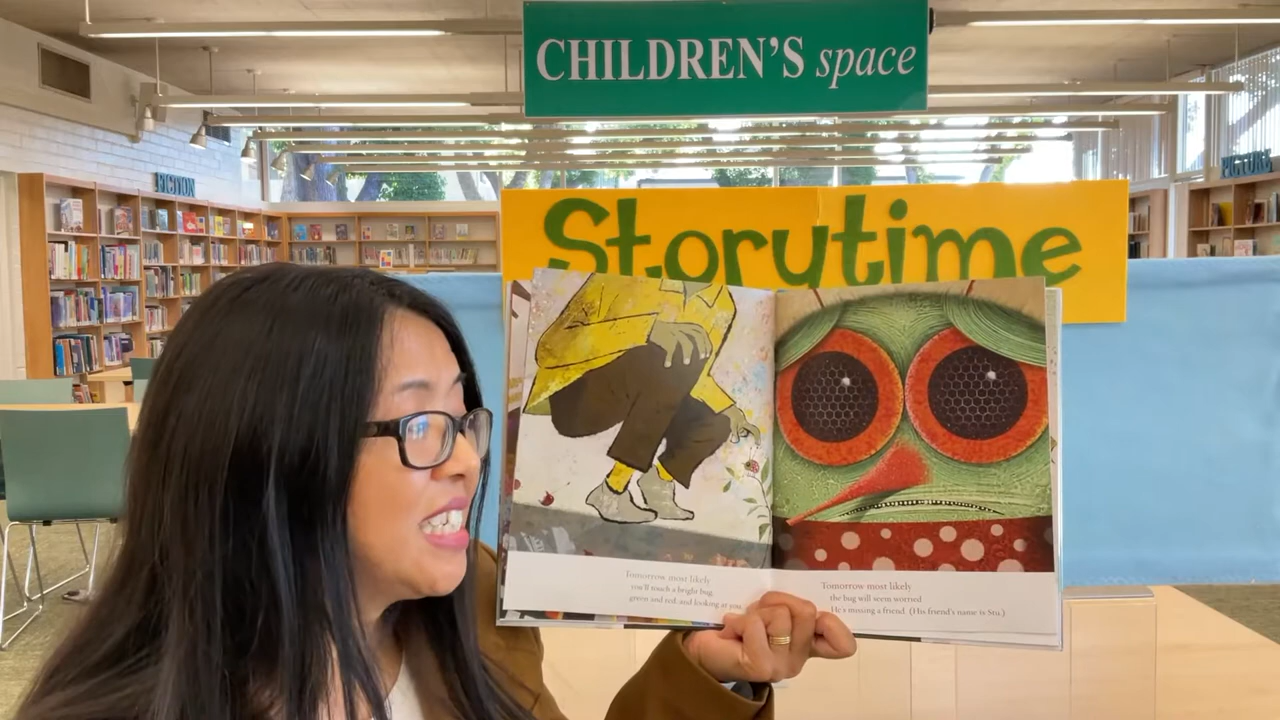 CHILDREN'S space
FICTION
PICTURE
Storytime
Tomorrow most likely
you'll touch a bright bug,
green and red, and looking at you.
Tomorrow most likely
the bug will seem worried
He's missing a friend. (His friend's name is Stu.)